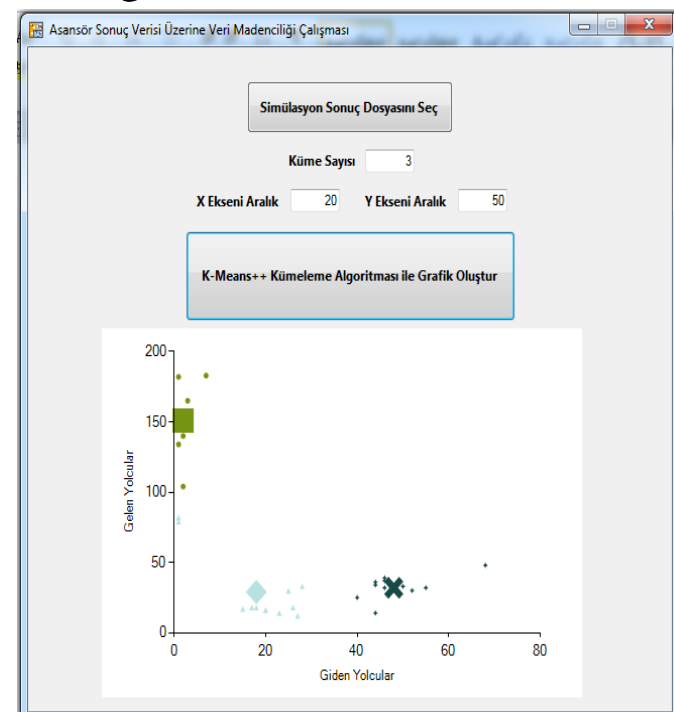 Asansör Sonuç Verisi Üzerine Veri Madenciliği Çalışması
Simülasyon Sonuç Dosyasını Seç
Küme Sayısı 3
X Ekseni Aralık 20 Y Ekseni Aralık 50
K-Means++ Kümeleme Algoritması ile Grafik Oluştur
200
150
100
50
0
Gelen Yolcular
0 20 40 60 80
Giden Yolcular